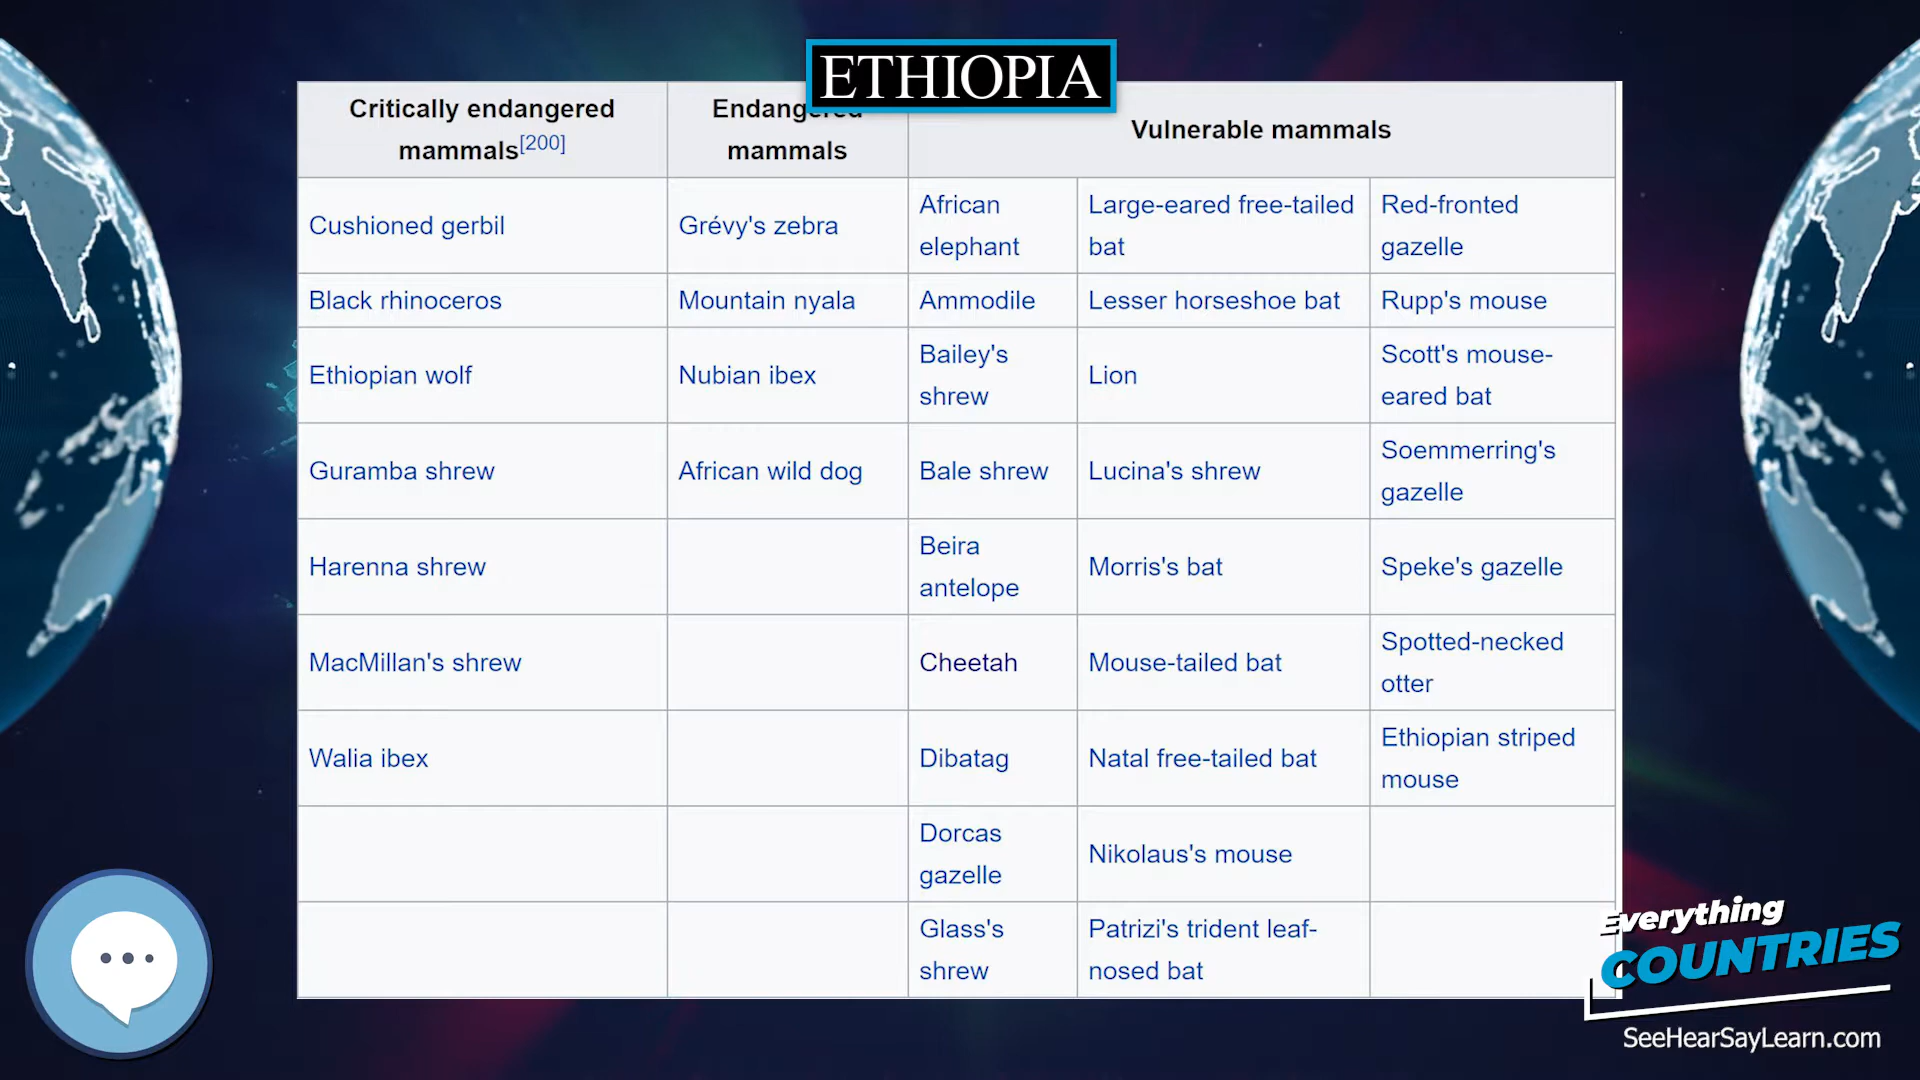 ETHIOPIA
Critically endangered
mammals[200]
Endangered
mammals
Vulnerable mammals
Cushioned gerbil
Grévy's zebra
African
elephant
Large-eared free-tailed
bat
Red-fronted
gazelle
Black rhinoceros
Mountain nyala
Ammodile
Lesser horseshoe bat
Rupp's mouse
Ethiopian wolf
Nubian ibex
Bailey's
shrew
Lion
Scott's mouse-
eared bat
Guramba shrew
African wild dog
Bale shrew
Lucina's shrew
Soemmerring's
gazelle
Harenna shrew
Beira
antelope
Morris's bat
Speke's gazelle
MacMillan's shrew
Cheetah
Mouse-tailed bat
Spotted-necked
otter
Walia ibex
Dibatag
Natal free-tailed bat
Ethiopian striped
mouse
Dorcas
gazelle
Nikolaus's mouse
Glass's
shrew
Patrizi's trident leaf-
nosed bat
Everything
COUNTRIES
SeeHearSayLearn.com